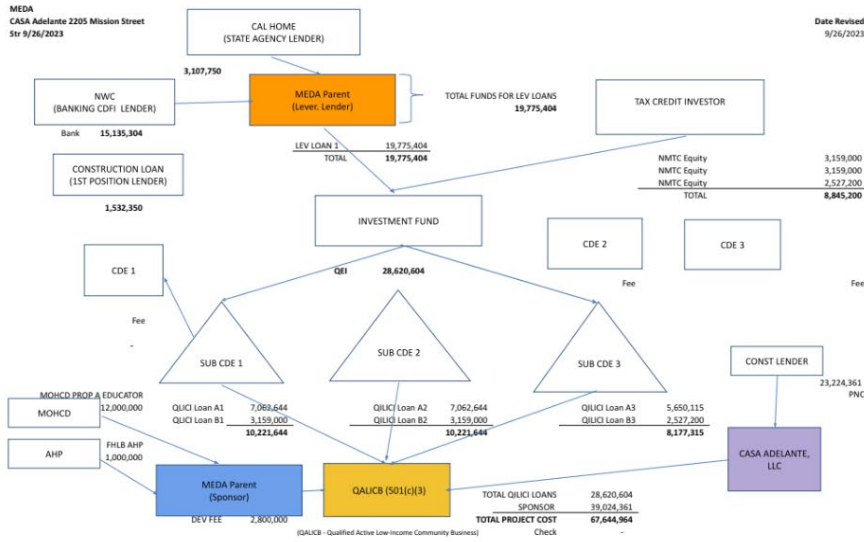 MEDA
CASA Adelante 2205 Mission Street
Str 9/26/2023
Date Revised
9/26/2023
CAL HOME
(STATE AGENCY LENDER)
3,107,750
NWC
(BANKING CDFI LENDER)
Bank 15,135,304
MEDA Parent
(Lever. Lender)
TOTAL FUNDS FOR LEV LOANS
19,775,404
TAX CREDIT INVESTOR
LEV LOAN 1 19,775,404
TOTAL 19,775,404
CONSTRUCTION LOAN
(1ST POSITION LENDER)
1,532,350
NMTC Equity 3,159,000
NMTC Equity 3,159,000
NMTC Equity 2,527,200
TOTAL 8,845,200
INVESTMENT FUND
CDE 1
CDE 2
CDE 3
QEI 28,620,604
Fee
Fee
Fee
-
SUB CDE 1
SUB CDE 2
SUB CDE 3
CONST LENDER
23,224,361
PNC
MOHCD PROP A EDUCATOR
12,000,000
MOHCD
QILICI Loan A1 7,062,644
QILICI Loan B1 3,159,000
10,221,644
QILICI Loan A2 7,062,644
QILICI Loan B2 3,159,000
10,221,644
QILICI Loan A3 5,650,115
QILICI Loan B3 2,527,200
8,177,315
FHLB AHP
1,000,000
AHP
CASA ADELANTE,
LLC
MEDA Parent
(Sponsor)
QALICB (501(c)(3)
DEV FEE 2,800,000
TOTAL QILICI LOANS 28,620,604
SPONSOR 39,024,361
TOTAL PROJECT COST 67,644,964
Check -
(QALICB - Qualified Active Low-Income Community Business)